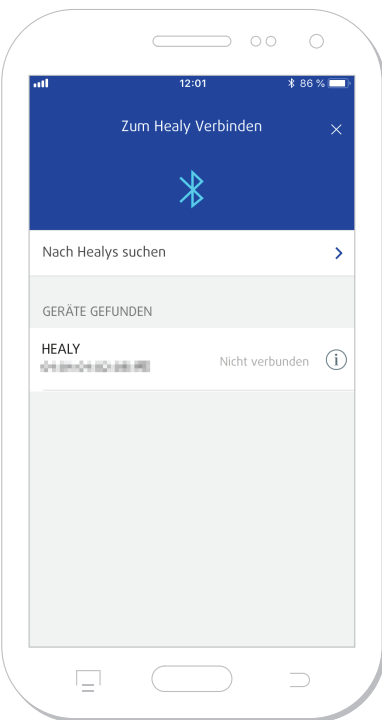 12:01
86 %
Zum Healy Verbinden
Nach Healys suchen
GERÄTE GEFUNDEN
HEALY
Nicht verbunden